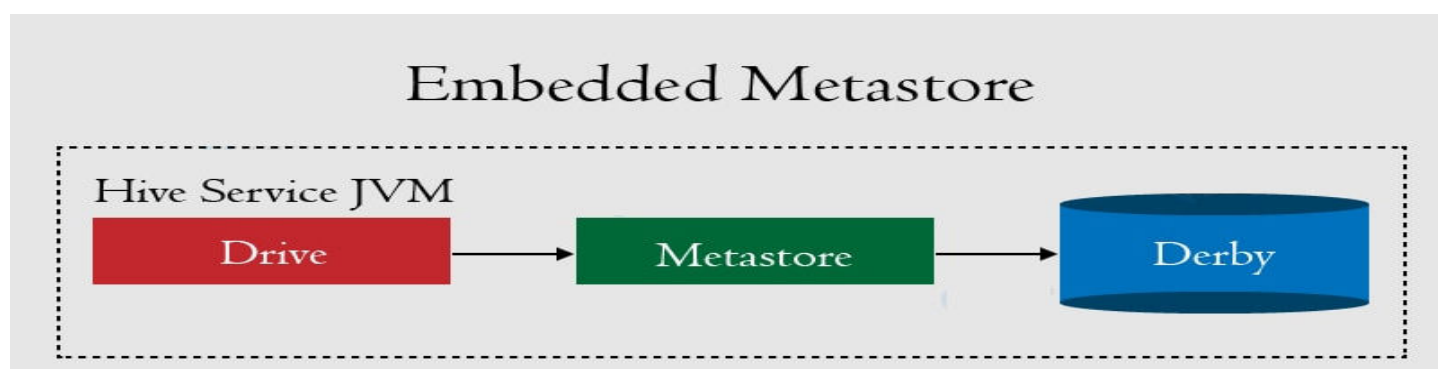 Embedded Metastore
Hive Service JVM
Drive
Metastore
Derby